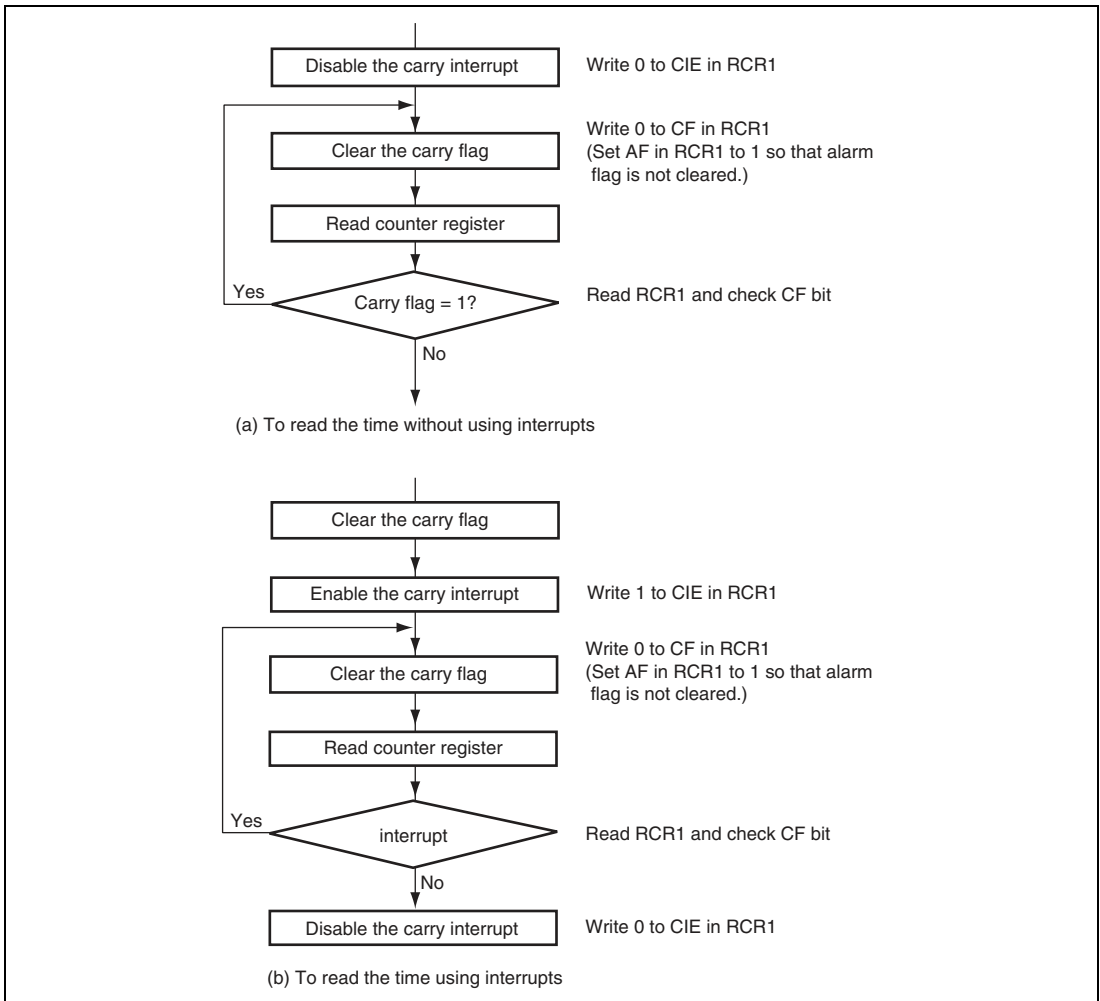 Disable the carry interrupt
Write 0 to CIE in RCR1
Clear the carry flag
Write 0 to CF in RCR1
(Set AF in RCR1 to 1 so that alarm
flag is not cleared.)
Read counter register
Yes
Carry flag = 1?
Read RCR1 and check CF bit
No
(a) To read the time without using interrupts
Clear the carry flag
Enable the carry interrupt
Write 1 to CIE in RCR1
Clear the carry flag
Write 0 to CF in RCR1
(Set AF in RCR1 to 1 so that alarm
flag is not cleared.)
Read counter register
Yes
interrupt
Read RCR1 and check CF bit
No
Disable the carry interrupt
Write 0 to CIE in RCR1
(b) To read the time using interrupts